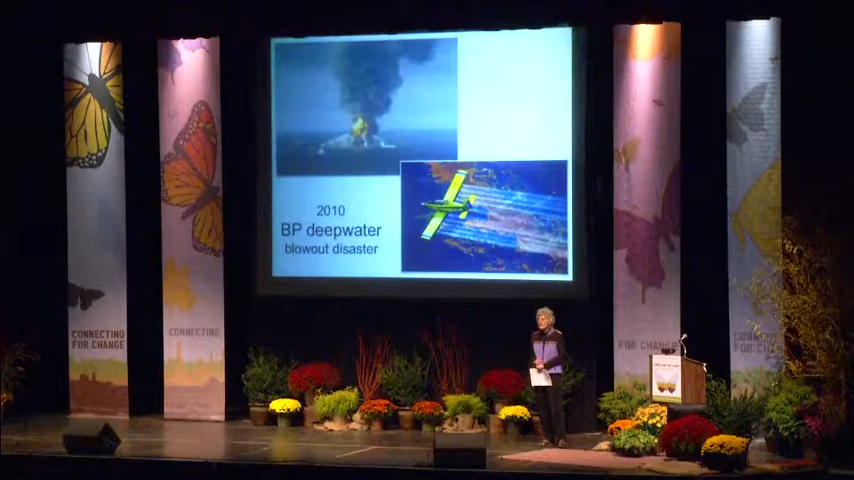 2010
BP deepwater
blowout disaster
CONNECTING
FOR CHANGE
CONNECTING
FOR CHANGE
CONNECTING
FOR CHANGE